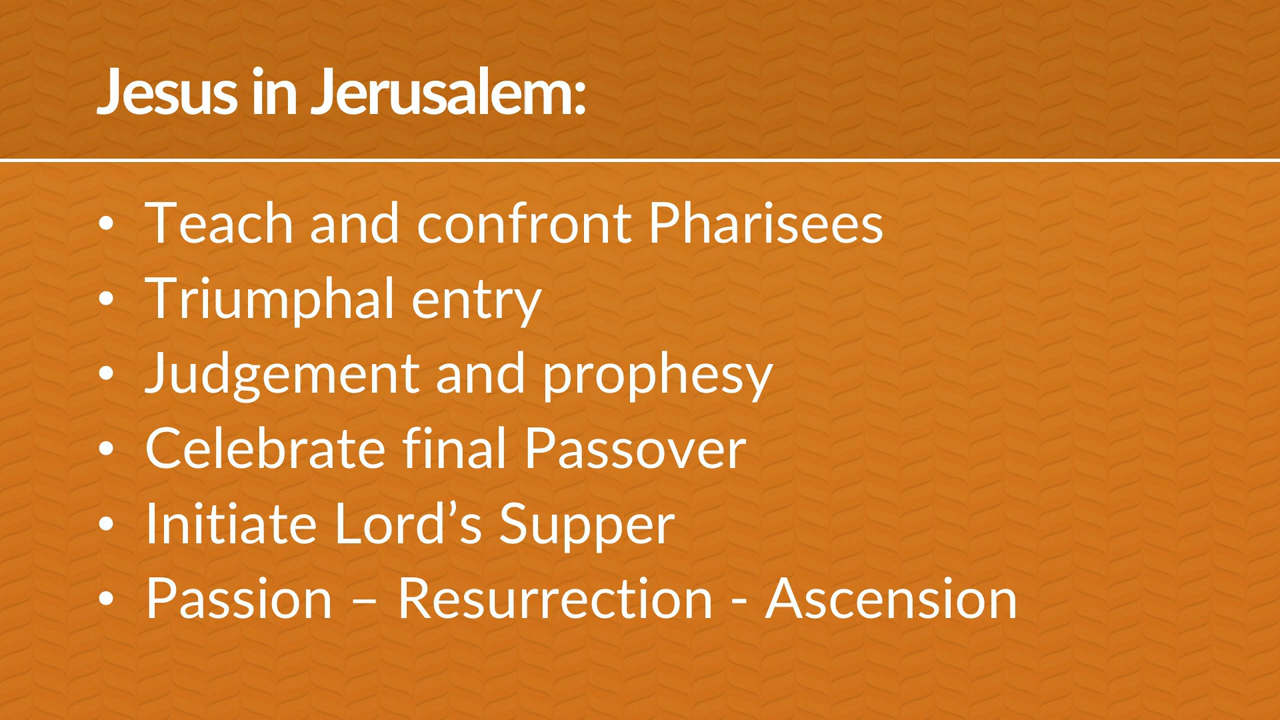 Jesus in Jerusalem:
• Teach and confront Pharisees
• Triumphal entry
• Judgement and prophesy
• Celebrate final Passover
• Initiate Lord’s Supper
• Passion – Resurrection - Ascension